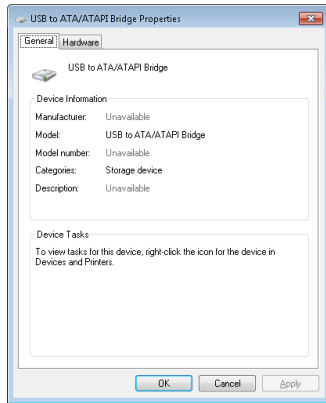 USB to ATA/ATAPI Bridge Properties
General Hardware
USB to ATA/ATAPI Bridge
Device Information
Manufacturer: Unavailable
Model: USB to ATA/ATAPI Bridge
Model number: Unavailable
Categories: Storage device
Description: Unavailable
Device Tasks
To view tasks for this device, right-click the icon for the device in
Devices and Printers.
OK Cancel Apply